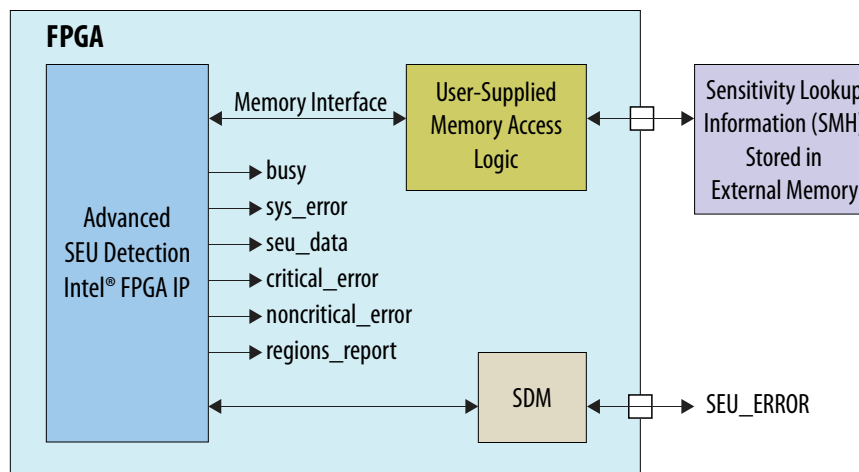 FPGA
Advanced
SEU Detection
Intel® FPGA IP
Memory Interface
User-Supplied
Memory Access
Logic
Sensitivity Lookup
Information (SMH)
Stored in
External Memory
busy
sys_error
seu_data
critical_error
noncritical_error
regions_report
SDM
SEU_ERROR